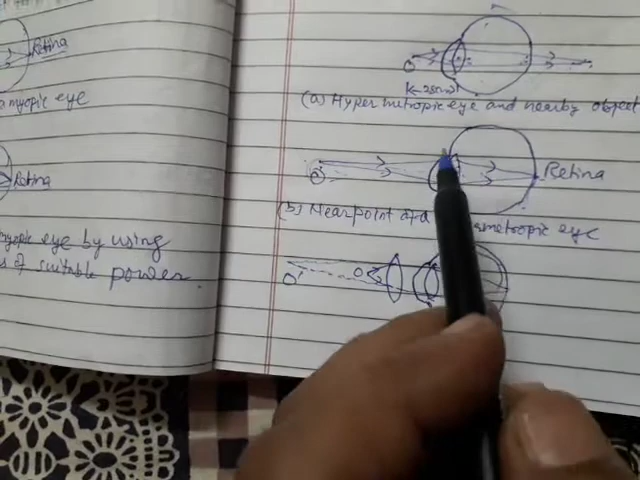 Retina
myopic eye
Retina
eye by using
of suitable power.
O
K-25cm
(a) Hypermetropic eye and nearby object
O
Retina
(b) Near point of a metropic eye
O'
O